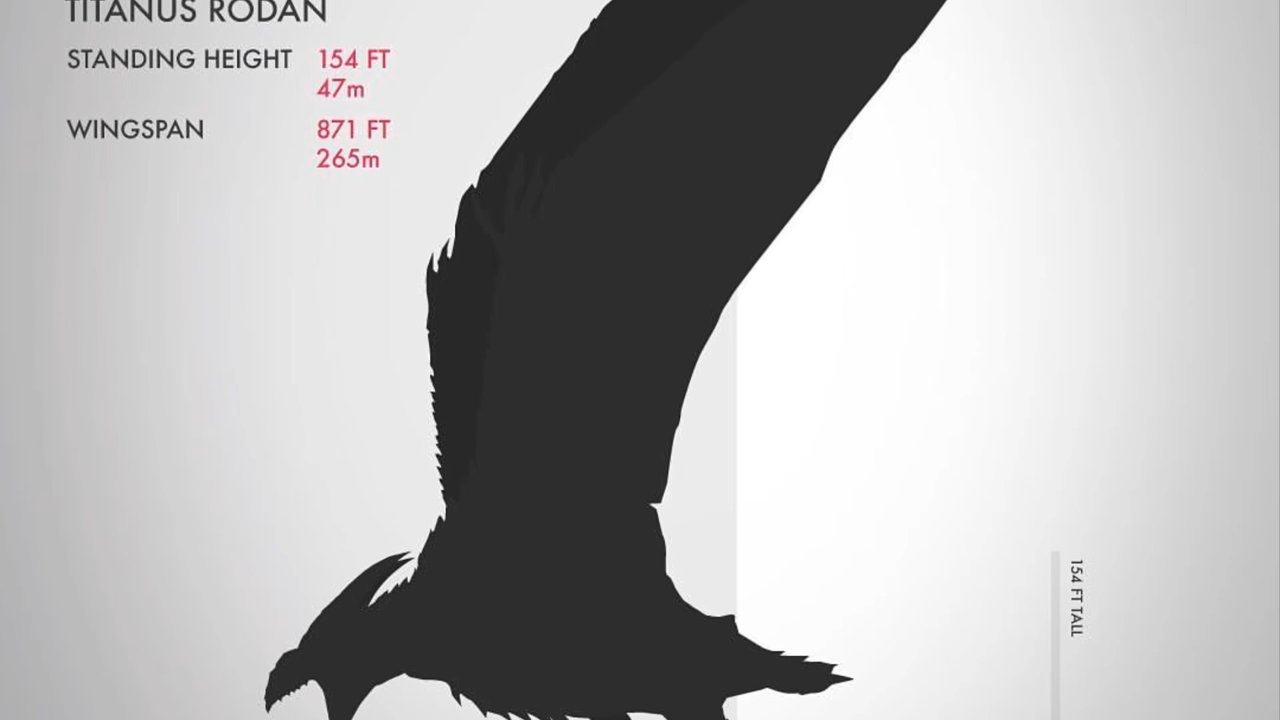 TITANUS RODAN
STANDING HEIGHT 154 FT
47m
WINGSPAN 871 FT
265m
154 FT TALL